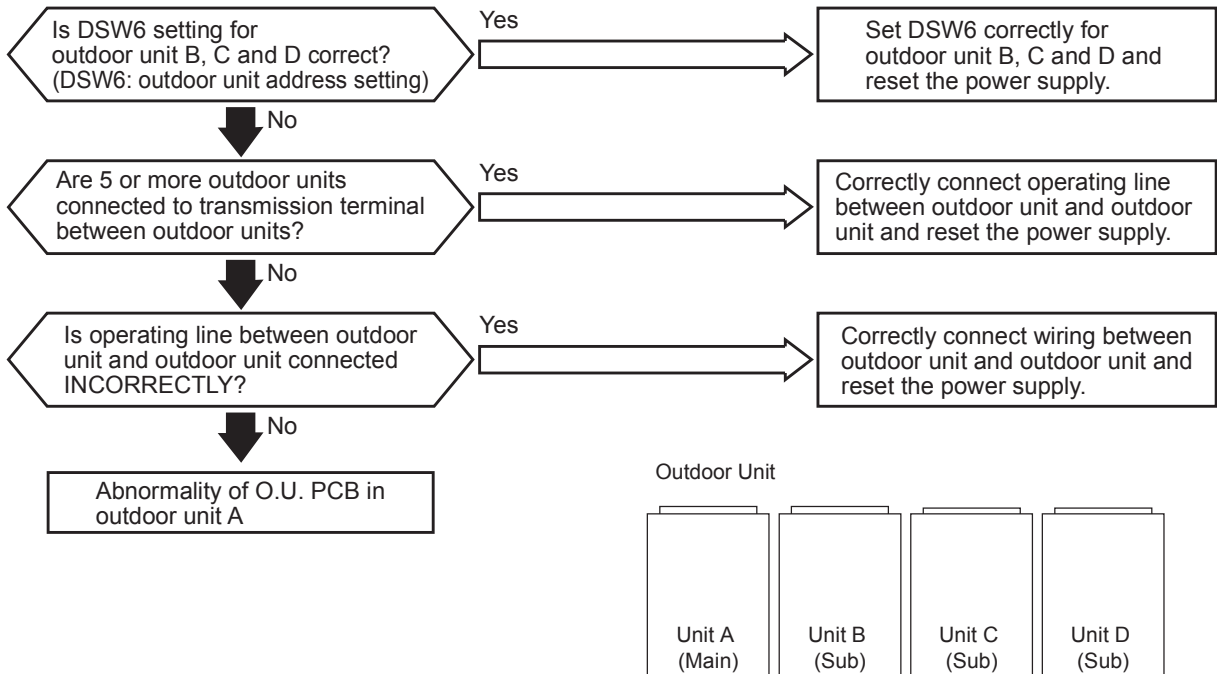 Is DSW6 setting for
outdoor unit B, C and D correct?
(DSW6: outdoor unit address setting)
Yes
Set DSW6 correctly for
outdoor unit B, C and D and
reset the power supply.
No
Are 5 or more outdoor units
connected to transmission terminal
between outdoor units?
Yes
Correctly connect operating line
between outdoor unit and outdoor
unit and reset the power supply.
No
Is operating line between outdoor
unit and outdoor unit connected
INCORRECTLY?
Yes
Correctly connect wiring between
outdoor unit and outdoor unit and
reset the power supply.
No
Abnormality of O.U. PCB in
outdoor unit A
Outdoor Unit
Unit A
(Main)
Unit B
(Sub)
Unit C
(Sub)
Unit D
(Sub)